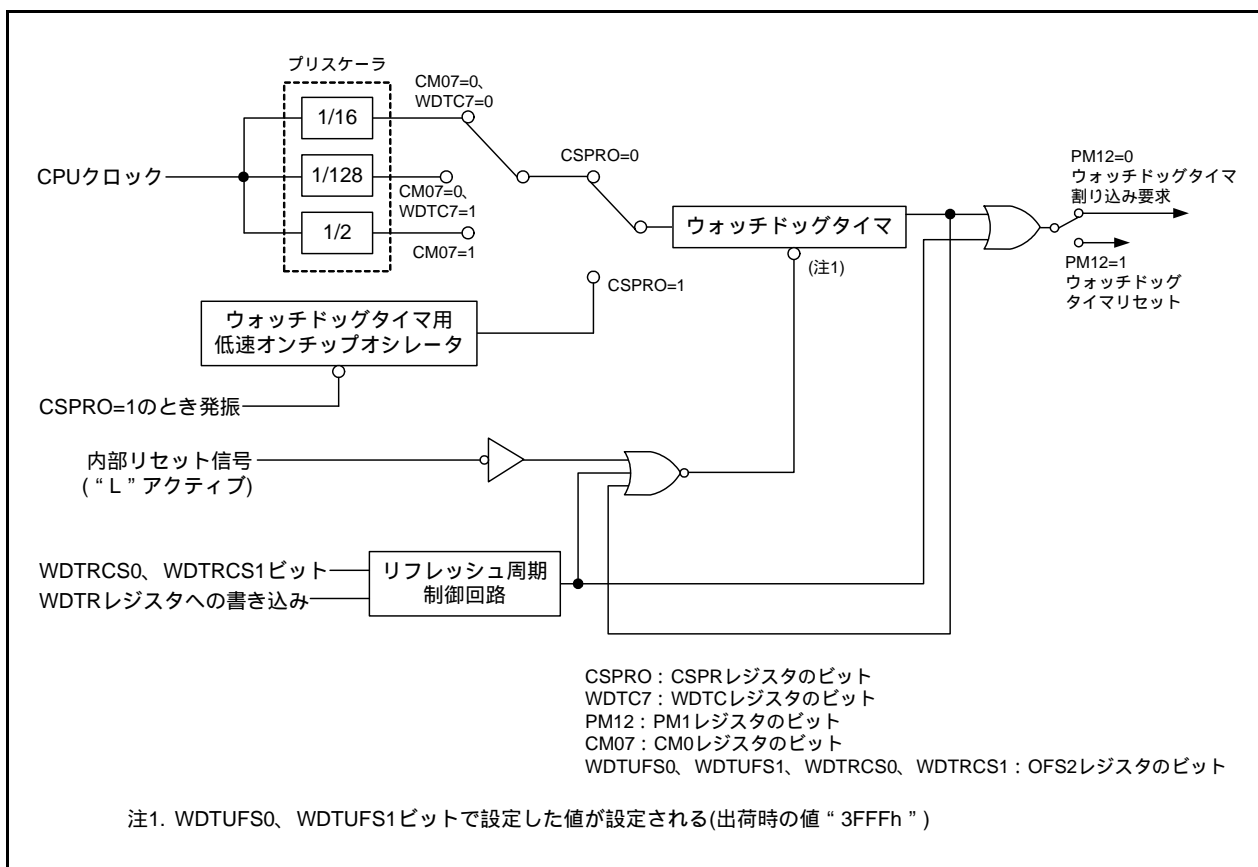 プリスケーラ
CM07=0、
WDTC7=0
1/16
CSPRO=0
PM12=0
ウォッチドッグタイマ
割り込み要求
CPUクロック
1/128
CM07=0、
WDTC7=1
1/2
CM07=1
ウォッチドッグタイマ
(注1)
PM12=1
ウォッチドッグ
タイマリセット
CSPRO=1
ウォッチドッグタイマ用
低速オンチップオシレータ
CSPRO=1のとき発振
内部リセット信号
( “ L ” アクティブ)
WDTRCS0、WDTRCS1ビット
WDTRレジスタへの書き込み
リフレッシュ周期
制御回路
CSPRO : CSPRレジスタのビット
WDTC7 : WDTCレジスタのビット
PM12 : PM1レジスタのビット
CM07 : CM0レジスタのビット
WDTUFS0、WDTUFS1、WDTRCS0、WDTRCS1 : OFS2レジスタのビット
注1. WDTUFS0、WDTUFS1ビットで設定した値が設定される(出荷時の値 “ 3FFFh ” )